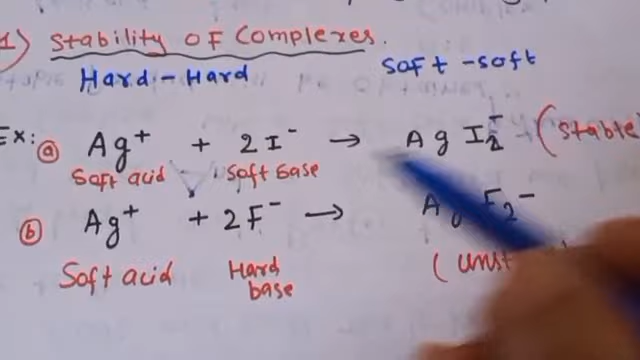 1) Stability OF Complexes.
Hard-Hard Soft-Soft
Ex: (a) Ag⁺ + 2I⁻ → AgI₂⁻ (Stable
Soft acid Soft base
(b) Ag⁺ + 2F⁻ → F₂⁻
Soft acid Hard base (